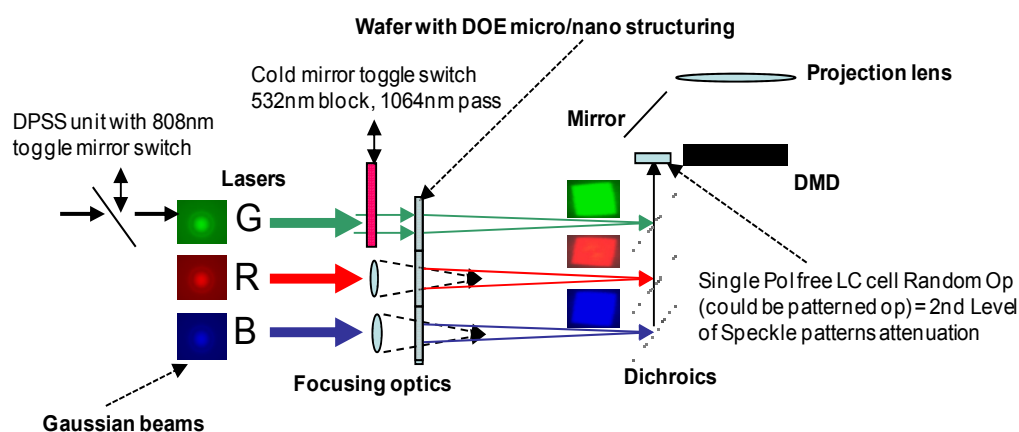 Wafer with DOE micro/nano structuring
Cold mirror toggle switch
532nm block, 1064nm pass
Projection lens
DPSS unit with 808nm
toggle mirror switch
Mirror
Lasers
DMD
G
R
B
Single Pol free LC cell Random Op
(could be patterned op) = 2nd Level
of Speckle patterns attenuation
Focusing optics
Dichroics
Gaussian beams